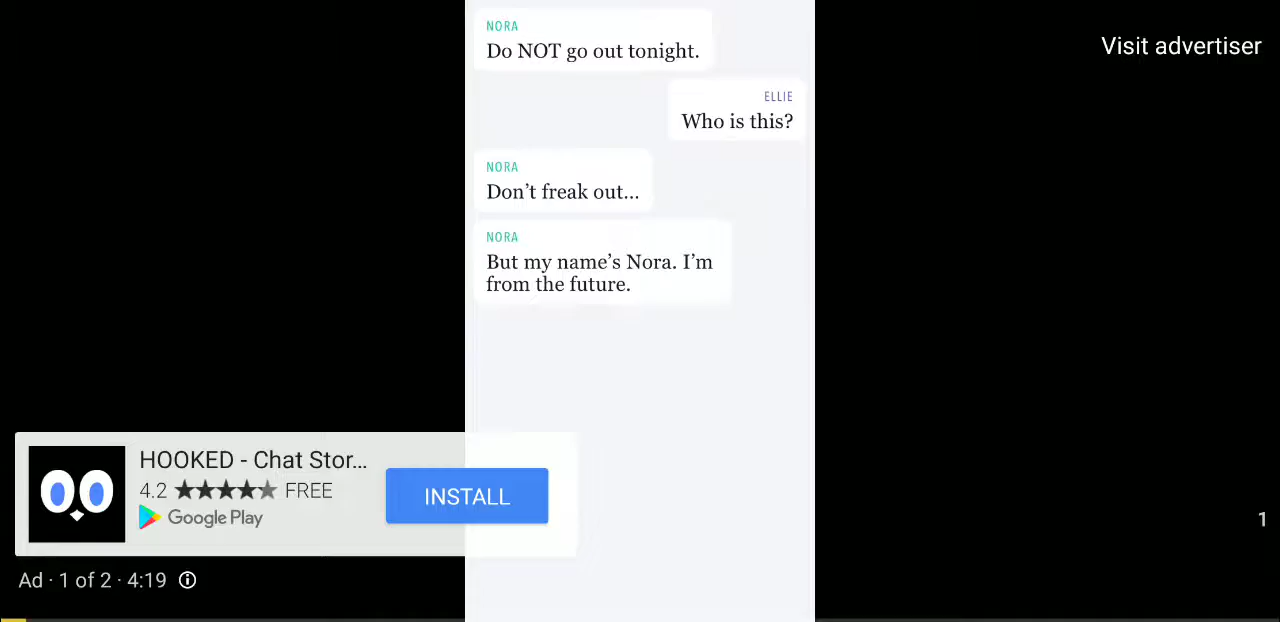 NORA
Do NOT go out tonight.
ELLIE
Who is this?
NORA
Don’t freak out...
NORA
But my name’s Nora. I’m
from the future.
Visit advertiser
HOOKED - Chat Stor...
4.2 ★★★★★ FREE
Google Play
INSTALL
1
Ad · 1 of 2 · 4:19